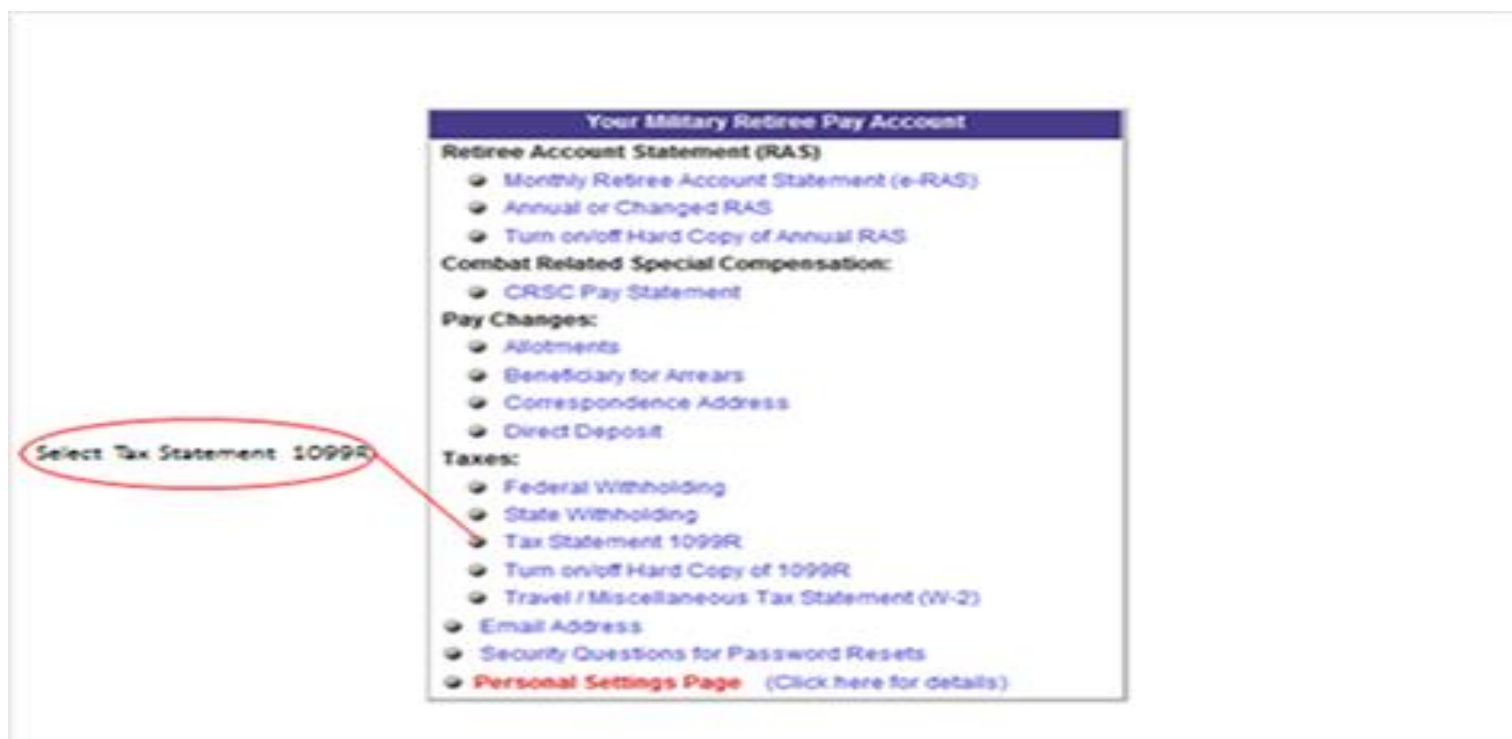 Your Military Retiree Pay Account
Retiree Account Statement (RAS)
Monthly Retiree Account Statement (e-RAS)
Annual or Changed RAS
Turn on/off Hard Copy of Annual RAS
Combat Related Special Compensation:
CRSC Pay Statement
Pay Changes:
Allotments
Beneficiary for Arrears
Correspondence Address
Direct Deposit
Select Tax Statement 1099R
Taxes:
Federal Withholding
State Withholding
Tax Statement 1099R
Turn on/off Hard Copy of 1099R
Travel / Miscellaneous Tax Statement (W-2)
Email Address
Security Questions for Password Resets
Personal Settings Page (Click here for details)